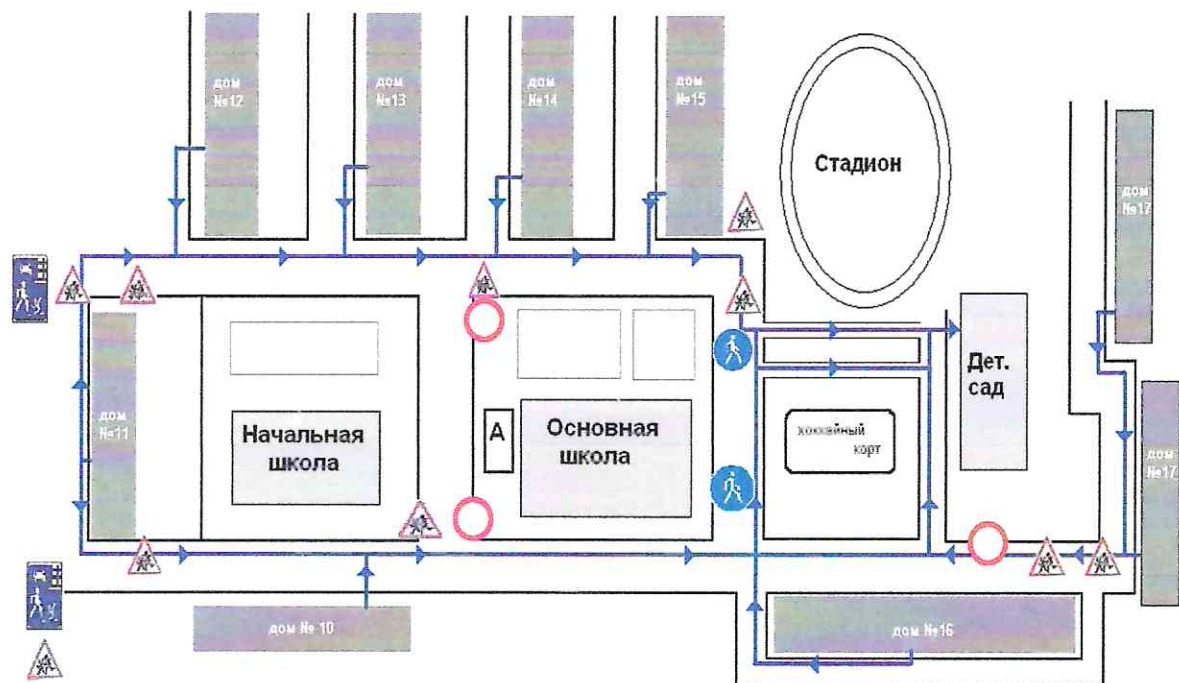 дом
№12
дом
№13
дом
№14
дом
№15
Стадион
дом
№17
дом
№11
Начальная
школа
А
Основная
школа
хоккейный
корт
Дет.
сад
дом
№17
дом № 10
дом №16